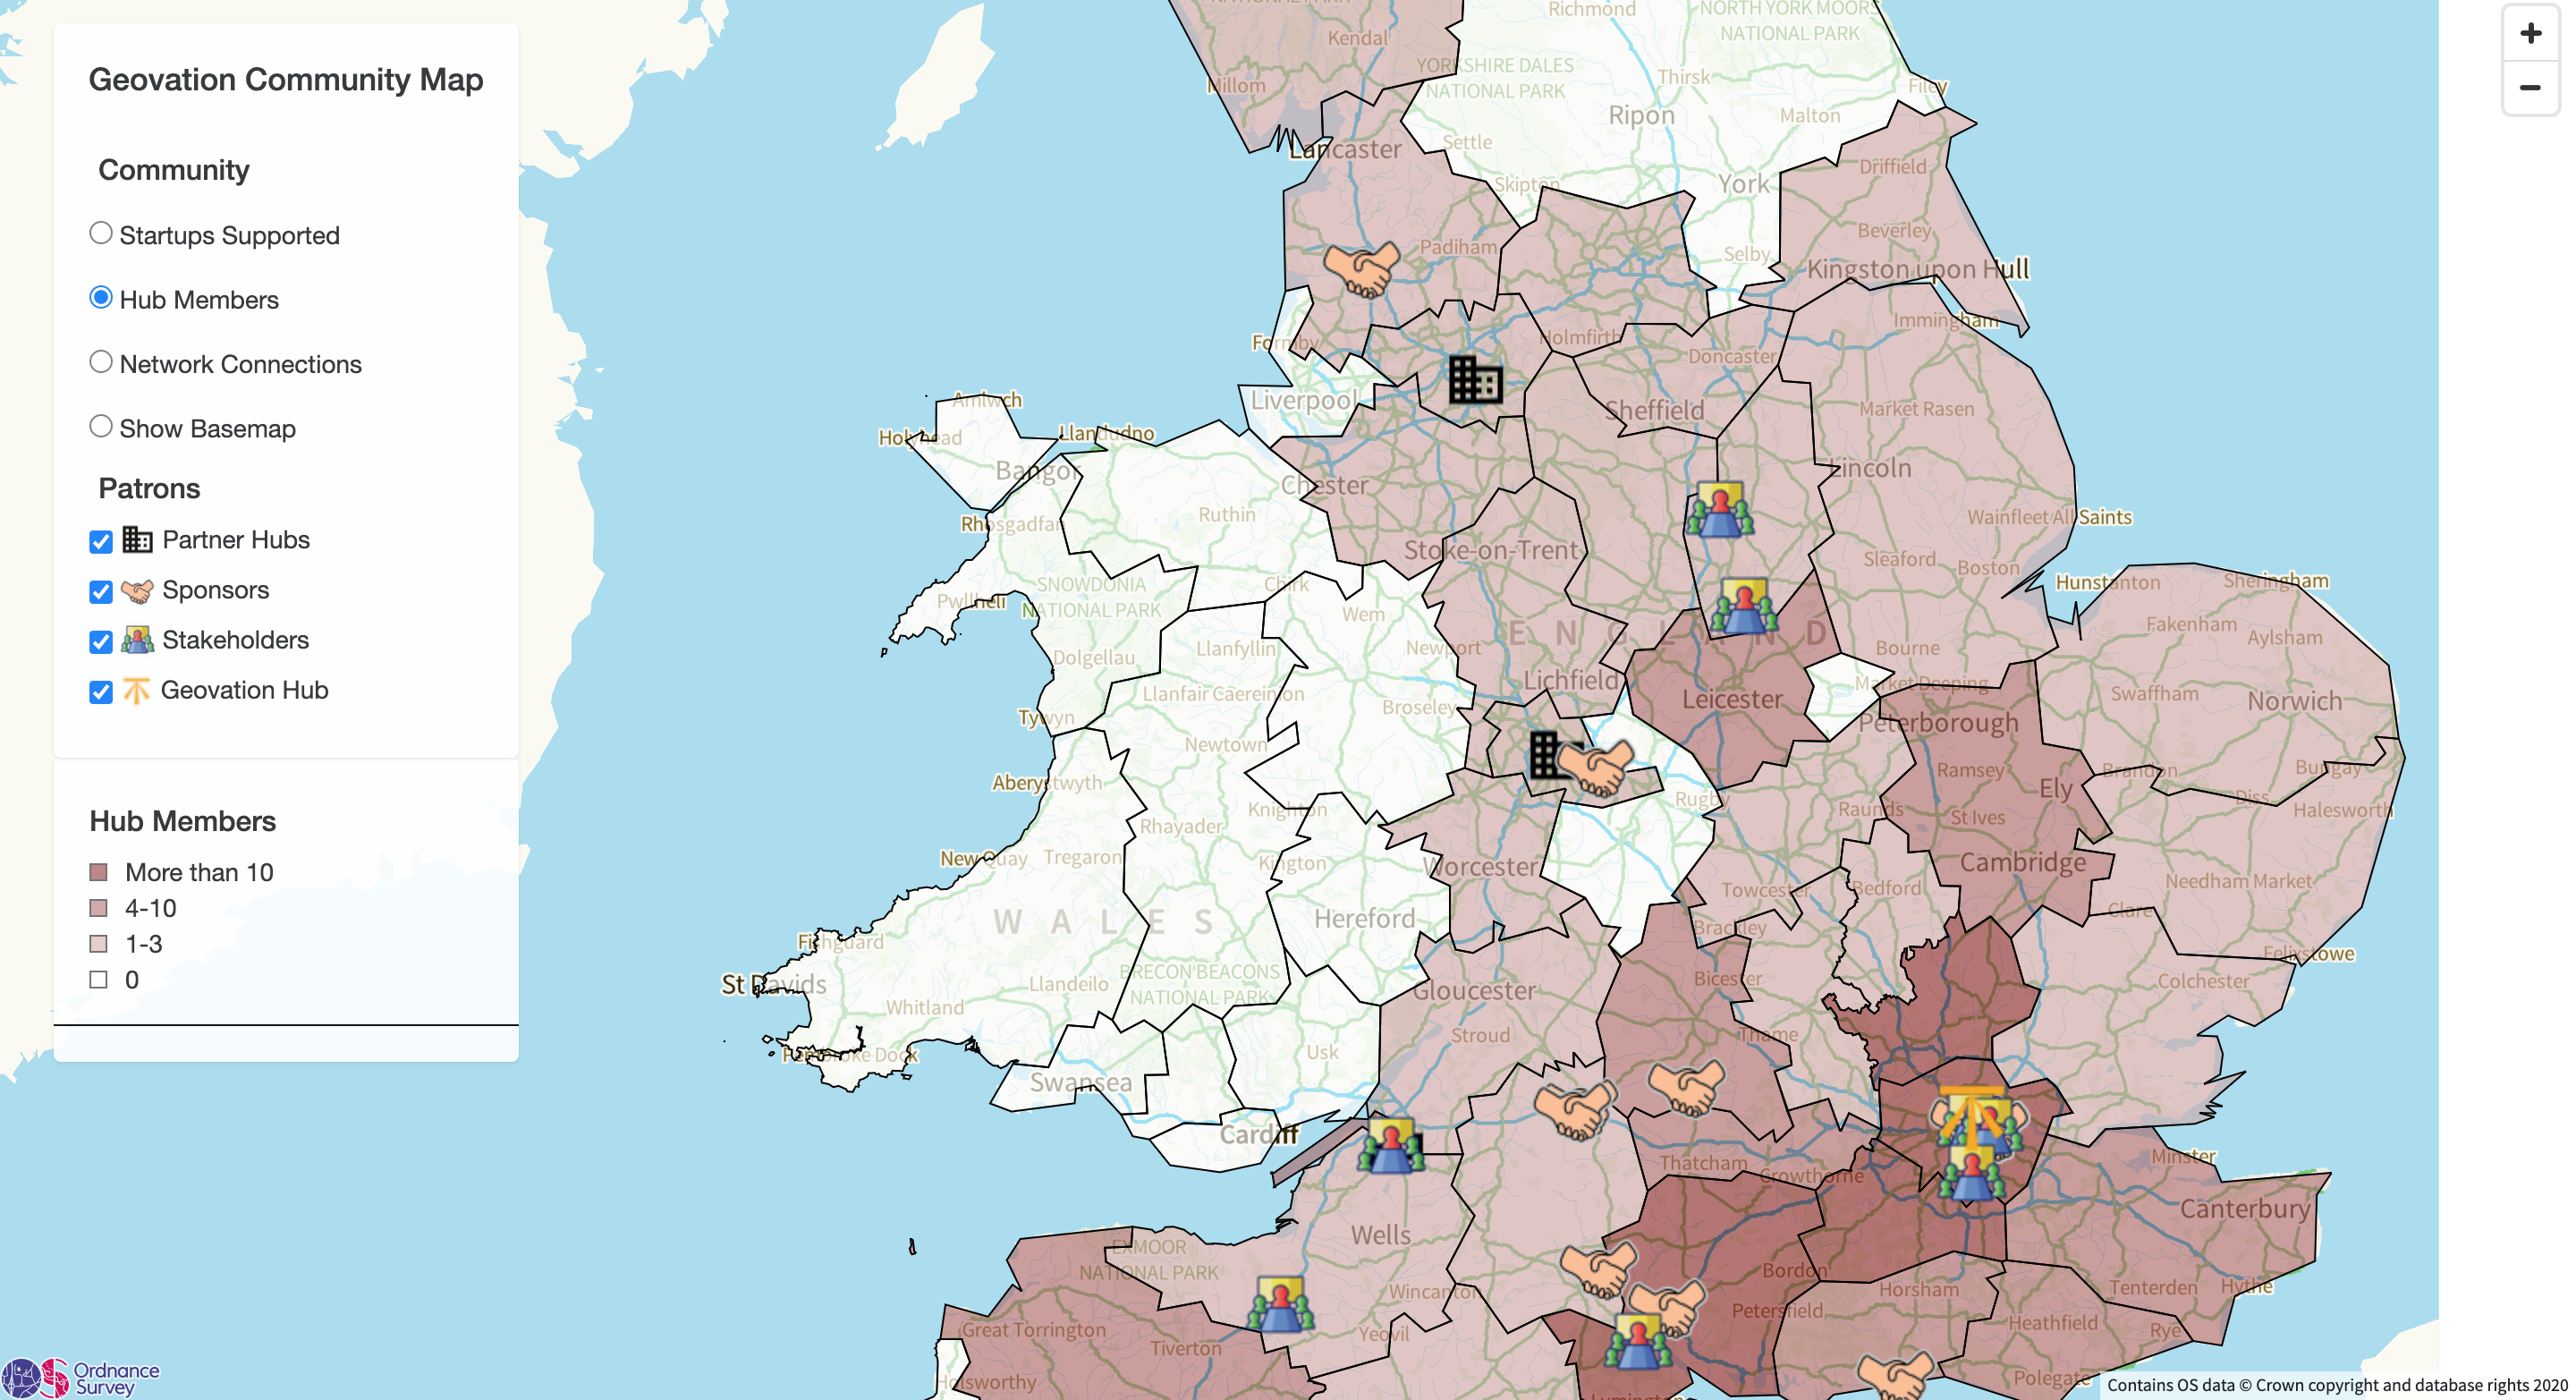 Geovation Community Map
Community
Startups Supported
Hub Members
Network Connections
Show Basemap
Patrons
Partner Hubs
Sponsors
Stakeholders
Geovation Hub
Hub Members
More than 10
4-10
1-3
0
Ordnance
Survey
+
−
NATIONAL PARK
Richmond
NORTH YORK MOORS
NATIONAL PARK
Kendal
YORKSHIRE DALES
NATIONAL PARK
Thirsk
Millom
Filey
Ripon
Malton
Lancaster
Settle
Driffield
Skipton
York
Beverley
Padiham
Selby
Kingston upon Hull
Immingham
Formby
Holmfirth
Doncaster
Liverpool
Amlwch
Sheffield
Market Rasen
Holyhead
Llandudno
Bangor
Lincoln
Chester
Rhosgadfan
Ruthin
Wainfleet All Saints
Stoke-on-Trent
Sleaford
Boston
SNOWDONIA
NATIONAL PARK
Chirk
Hunstanton
Sheringham
Pwllheli
Wem
Fakenham
Aylsham
ENGLAND
Llanfyllin
Newport
Bourne
Dolgellau
Lichfield
Market Deeping
Llanfair Caereinion
Leicester
Swaffham
Norwich
Broseley
Tywyn
Peterborough
Newtown
Ramsey
Brandon
Bungay
Aberystwyth
Ely
Knighton
Rugby
Raunds
St Ives
Diss
Halesworth
Rhayader
New Quay
Tregaron
Kington
Worcester
Cambridge
Towcester
Bedford
Needham Market
WALES
Hereford
Clare
Brackley
Fishguard
Felixstowe
BRECON BEACONS
NATIONAL PARK
Bicester
St Davids
Llandeilo
Gloucester
Colchester
Whitland
Stroud
Thame
Pembroke Dock
Usk
Swansea
Cardiff
Thatcham
Crowthorne
Minster
Canterbury
Wells
EXMOOR
NATIONAL PARK
Bordon
Wincanton
Horsham
Tenterden
Hythe
Petersfield
Great Torrington
Yeovil
Heathfield
Rye
Tiverton
Holsworthy
Polegate
Lymington
Contains OS data © Crown copyright and database rights 2020